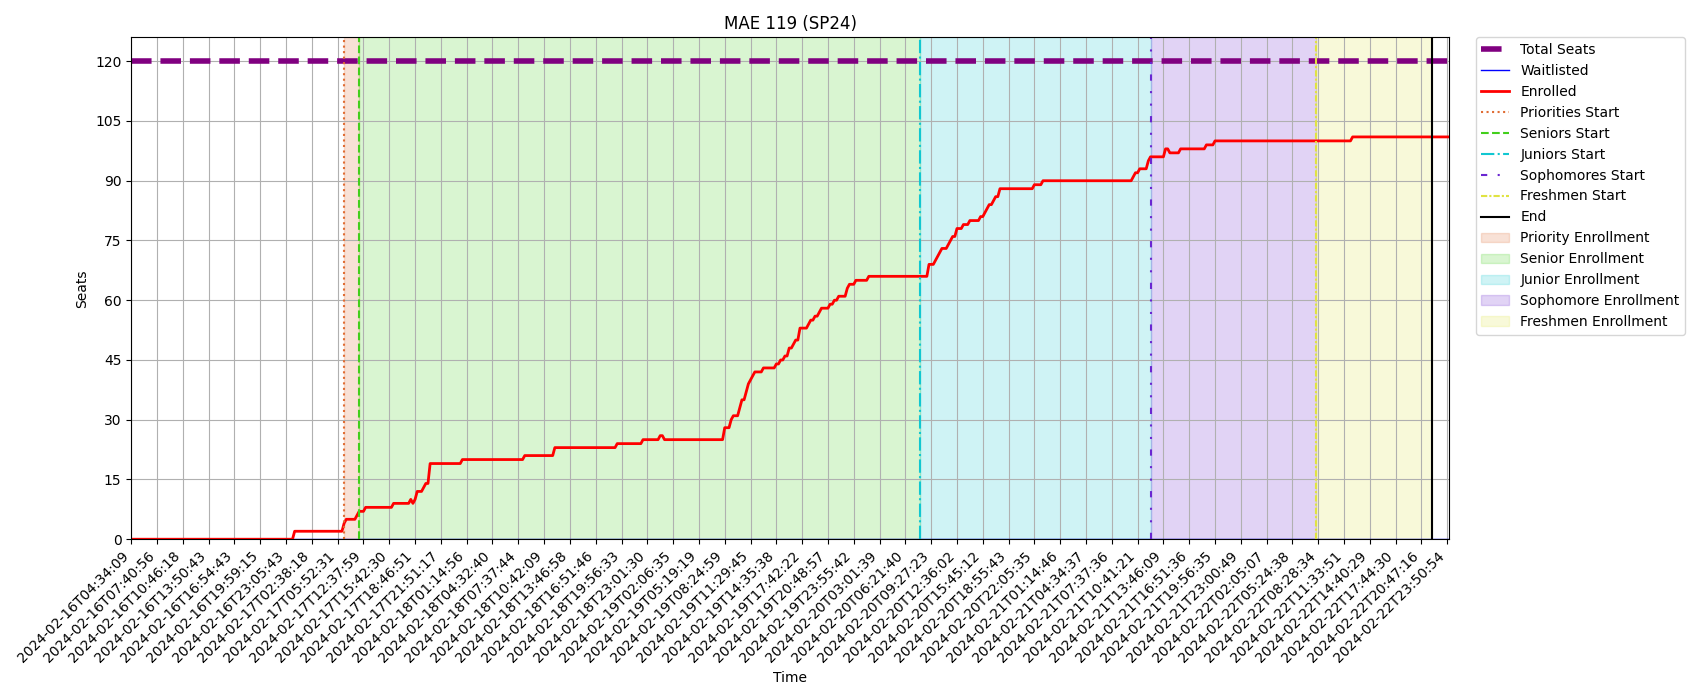 MAE 119 (SP24)
120
105
90
75
60
45
30
15
0
Seats
2024-02-16T04:34:09
2024-02-16T07:40:56
2024-02-16T10:46:18
2024-02-16T13:50:43
2024-02-16T16:54:43
2024-02-16T19:59:15
2024-02-16T23:05:43
2024-02-17T02:38:18
2024-02-17T05:52:31
2024-02-17T12:37:59
2024-02-17T15:42:30
2024-02-17T18:46:51
2024-02-17T21:51:17
2024-02-18T01:14:56
2024-02-18T04:32:40
2024-02-18T07:37:44
2024-02-18T10:42:09
2024-02-18T13:46:58
2024-02-18T16:51:46
2024-02-18T19:56:33
2024-02-18T23:01:30
2024-02-19T02:06:35
2024-02-19T05:19:19
2024-02-19T08:24:59
2024-02-19T11:29:45
2024-02-19T14:35:38
2024-02-19T17:42:22
2024-02-19T20:48:57
2024-02-19T23:55:42
2024-02-20T03:01:39
2024-02-20T06:21:40
2024-02-20T09:27:23
2024-02-20T12:36:02
2024-02-20T15:45:12
2024-02-20T18:55:43
2024-02-20T22:05:35
2024-02-21T01:14:46
2024-02-21T04:34:37
2024-02-21T07:37:36
2024-02-21T10:41:21
2024-02-21T13:46:09
2024-02-21T16:51:36
2024-02-21T19:56:35
2024-02-21T23:00:49
2024-02-22T02:05:07
2024-02-22T05:24:38
2024-02-22T08:28:34
2024-02-22T11:33:51
2024-02-22T14:40:29
2024-02-22T17:44:30
2024-02-22T20:47:16
2024-02-22T23:50:54
Time
Total Seats
Waitlisted
Enrolled
Priorities Start
Seniors Start
Juniors Start
Sophomores Start
Freshmen Start
End
Priority Enrollment
Senior Enrollment
Junior Enrollment
Sophomore Enrollment
Freshmen Enrollment